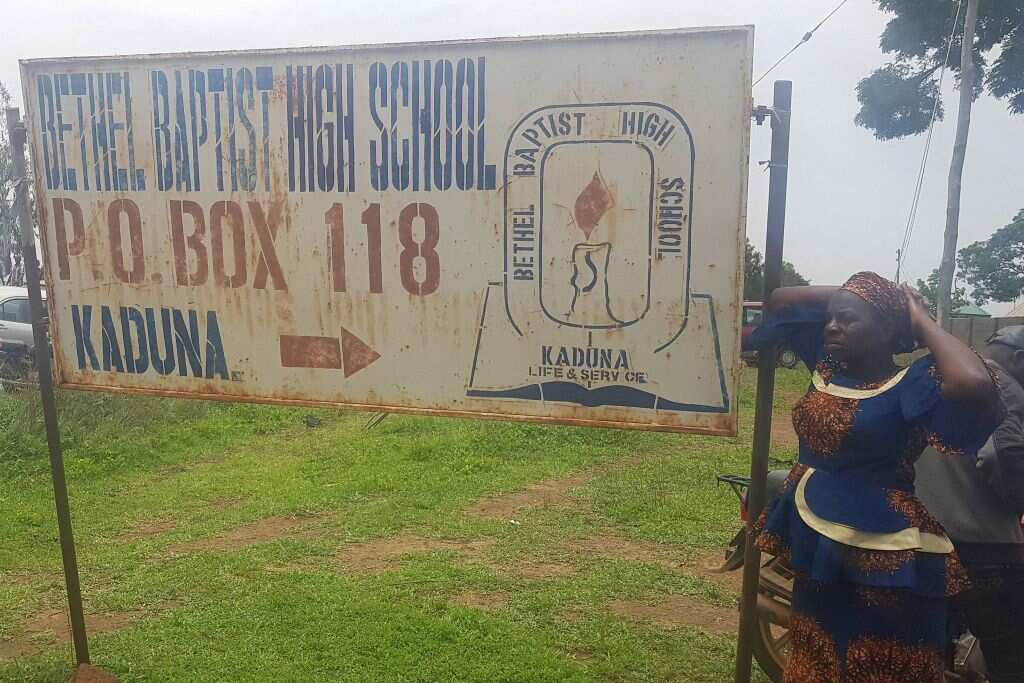 BETHEL BAPTIST HIGH SCHOOL
P.O. BOX 118
KADUNA
BETHEL BAPTIST HIGH SCHOOL
KADUNA
LIFE & SERVICE